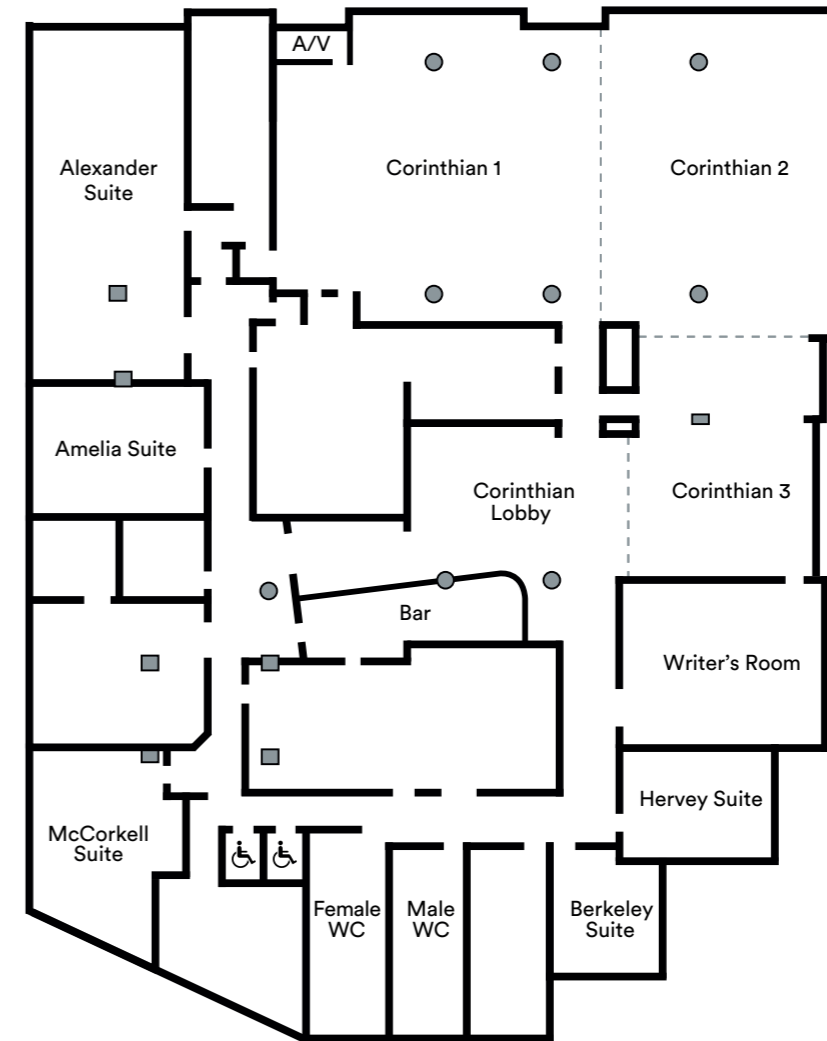 A/V
Alexander
Suite
Corinthian 1
Corinthian 2
Amelia Suite
Corinthian
Lobby
Corinthian 3
Bar
Writer’s Room
McCorkell
Suite
Hervey Suite
Female
WC
Male
WC
Berkeley
Suite